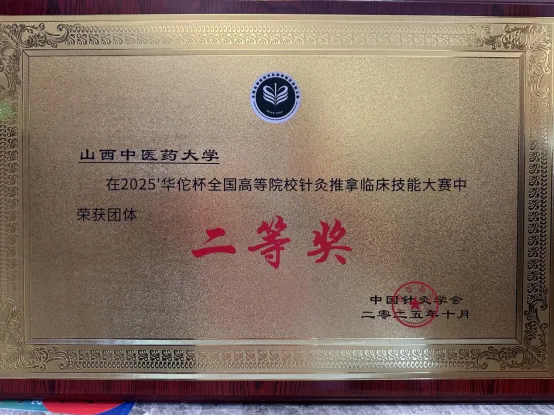 山西中医药大学
在2025'华佗杯全国高等院校针灸推拿临床技能大赛中
荣获团体
二等奖
中国针灸学会
二零二五年十月